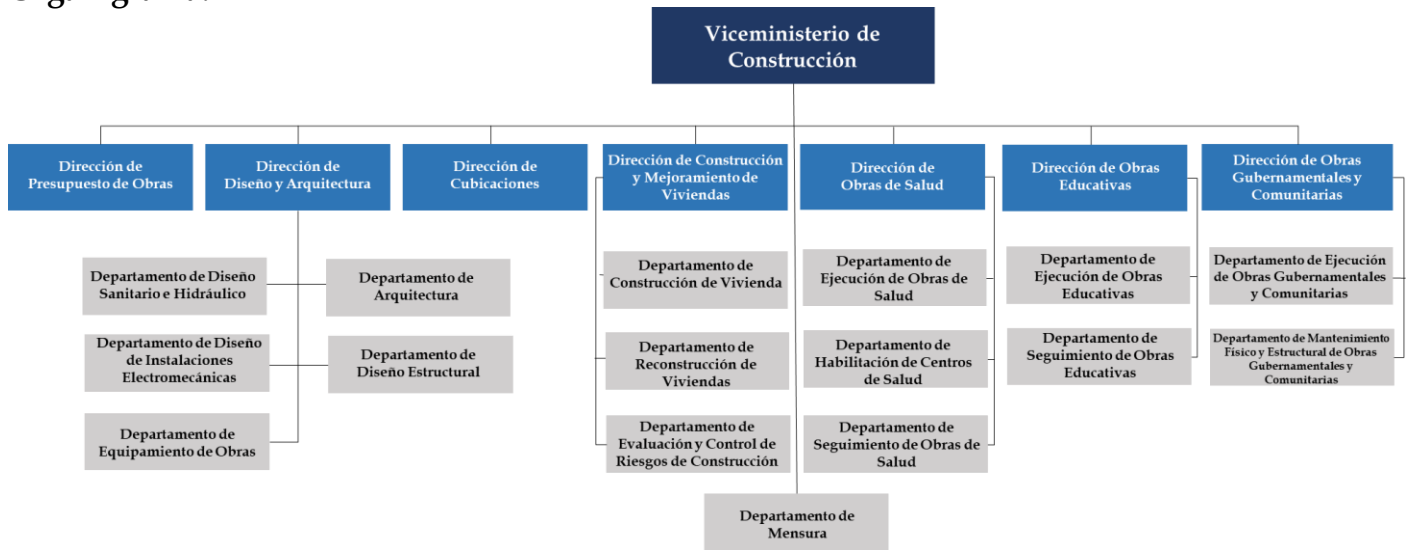 Viceministerio de
Construcción
Dirección de
Presupuesto de Obras
Dirección de
Diseño y Arquitectura
Dirección de
Cubicaciones
Dirección de Construcción
y Mejoramiento de
Viviendas
Dirección de
Obras de Salud
Dirección de Obras
Educativas
Dirección de Obras
Gubernamentales y
Comunitarias
Departamento de Diseño
Sanitario e Hidráulico
Departamento de
Arquitectura
Departamento de Diseño
de Instalaciones
Electromecánicas
Departamento de
Diseño Estructural
Departamento de
Equipamiento de Obras
Departamento de
Construcción de Vivienda
Departamento de
Reconstrucción de
Viviendas
Departamento de
Evaluación y Control de
Riesgos de Construcción
Departamento de
Ejecución de Obras de
Salud
Departamento de
Habilitación de Centros
de Salud
Departamento de
Seguimiento de Obras de
Salud
Departamento de
Ejecución de Obras
Educativas
Departamento de
Seguimiento de Obras
Educativas
Departamento de Ejecución
de Obras Gubernamentales
y Comunitarias
Departamento de Mantenimiento
Físico y Estructural de Obras
Gubernamentales y
Comunitarias
Departamento de
Mensura